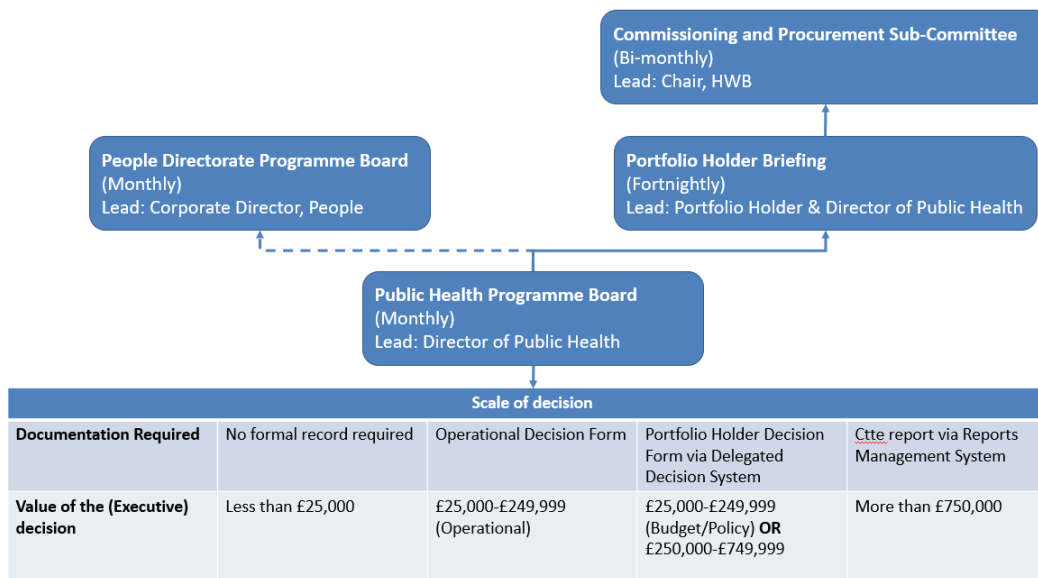 Commissioning and Procurement Sub-Committee
(Bi-monthly)
Lead: Chair, HWB
People Directorate Programme Board
(Monthly)
Lead: Corporate Director, People
Portfolio Holder Briefing
(Fortnightly)
Lead: Portfolio Holder & Director of Public Health
Public Health Programme Board
(Monthly)
Lead: Director of Public Health
Scale of decision
Documentation Required
No formal record required
Operational Decision Form
Portfolio Holder Decision
Form via Delegated
Decision System
Ctte report via Reports
Management System
Value of the (Executive)
decision
Less than £25,000
£25,000-£249,999
(Operational)
£25,000-£249,999
(Budget/Policy) OR
£250,000-£749,999
More than £750,000